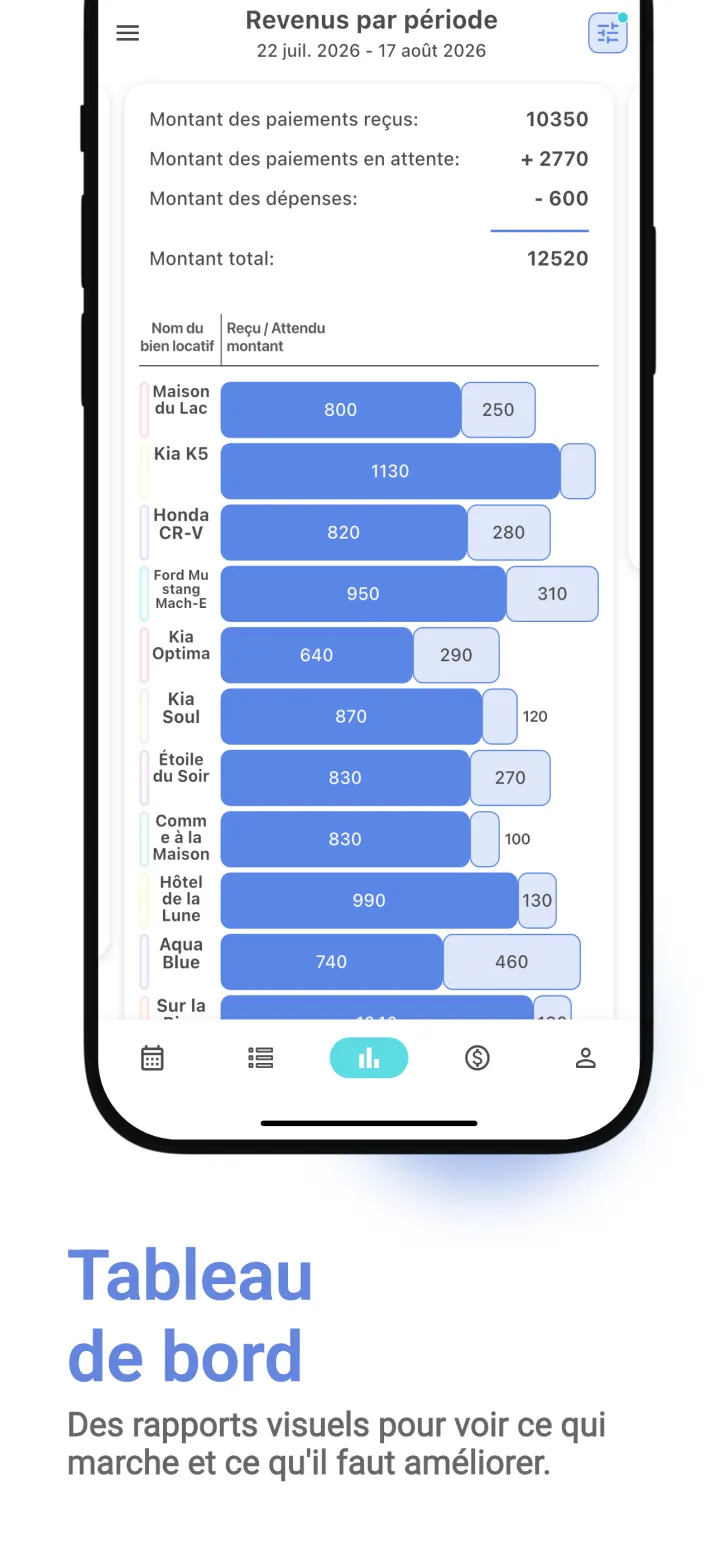 Revenus par période
22 juil. 2026 - 17 août 2026
Montant des paiements reçus: 10350
Montant des paiements en attente: + 2770
Montant des dépenses: - 600
Montant total: 12520
Nom du
bien locatif
Reçu / Attendu
montant
Maison
du Lac
800 250
Kia K5
1130
Honda
CR-V
820 280
Ford Mu
stang
Mach-E
950 310
Kia
Optima
640 290
Kia
Soul
870 120
Étoile
du Soir
830 270
Comm
e à la
Maison
830 100
Hôtel
de la
Lune
990 130
Aqua
Blue
740 460
Sur la
Tableau
de bord
Des rapports visuels pour voir ce qui
marche et ce qu'il faut améliorer.